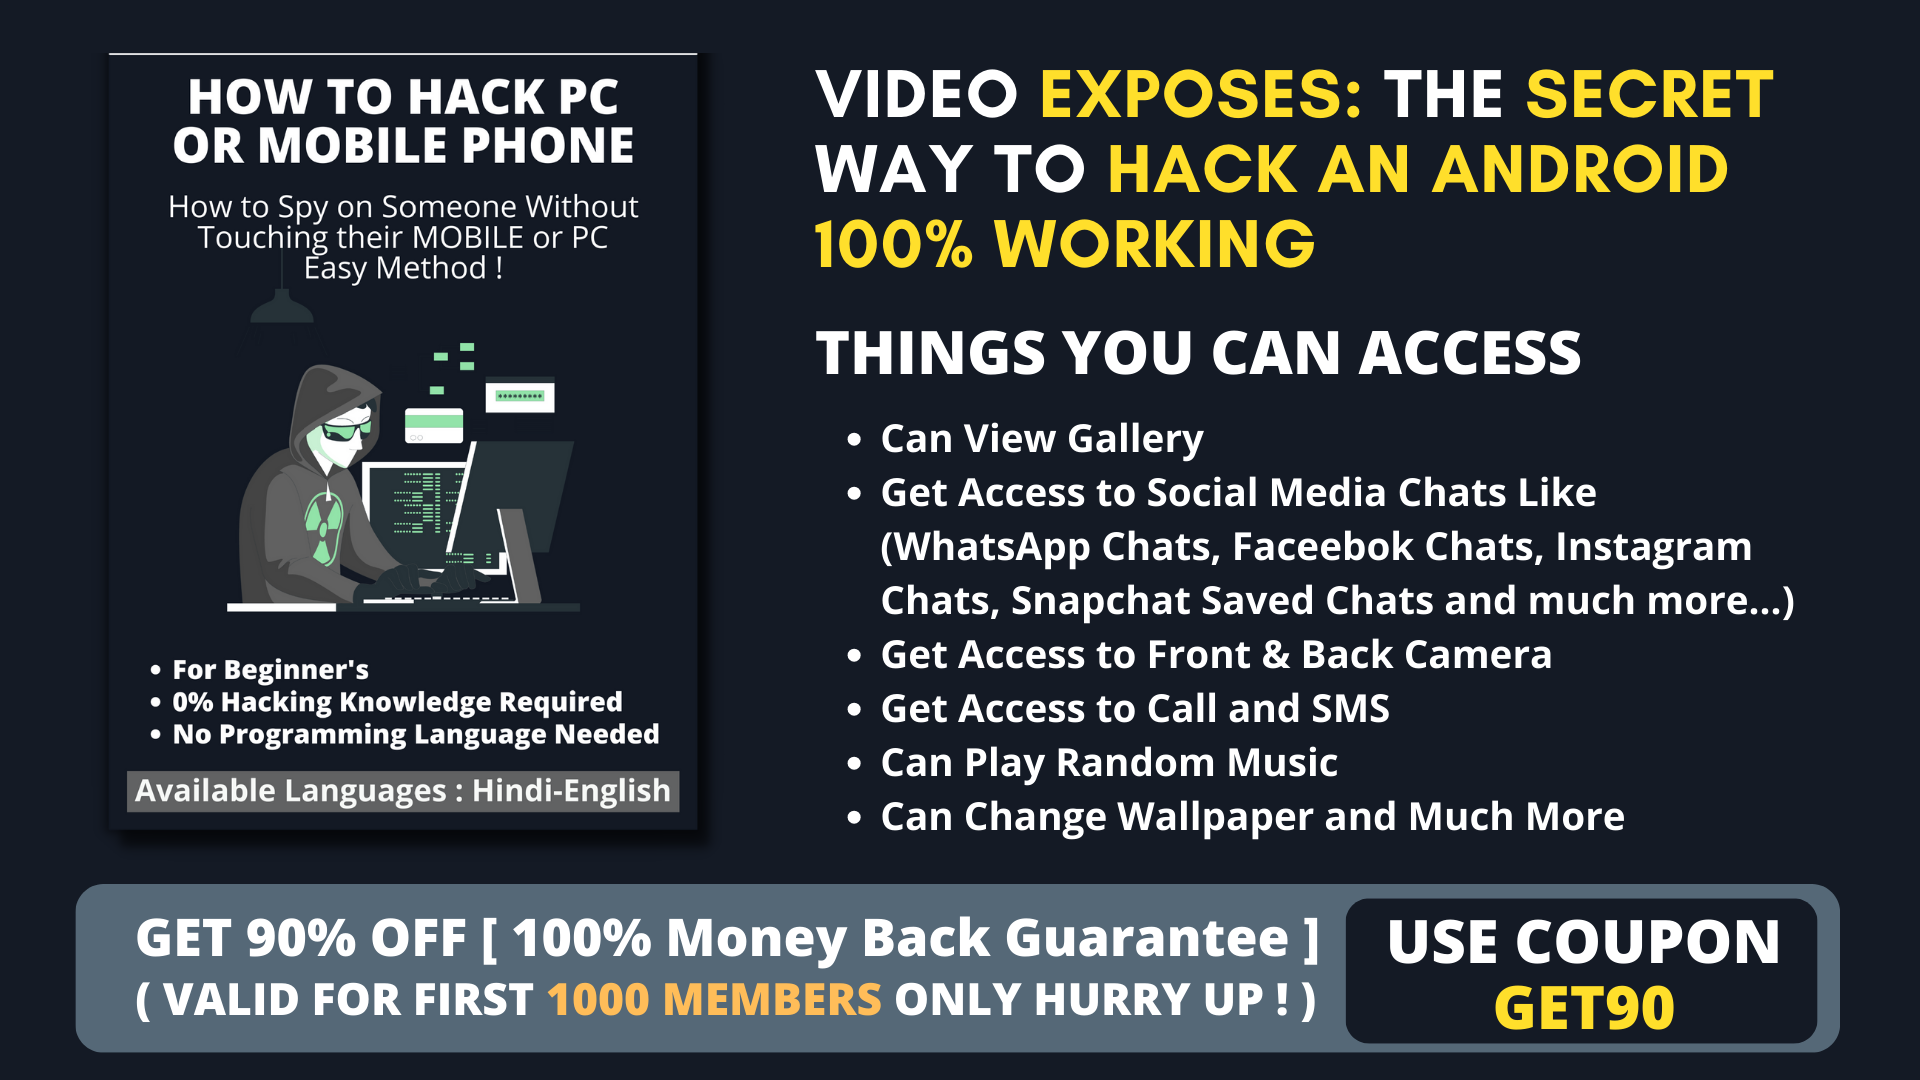 HOW TO HACK PC
OR MOBILE PHONE
How to Spy on Someone Without
Touching their MOBILE or PC
Easy Method !
*********
• For Beginner's
• 0% Hacking Knowledge Required
• No Programming Language Needed
Available Languages : Hindi-English
VIDEO EXPOSES: THE SECRET
WAY TO HACK AN ANDROID
100% WORKING
THINGS YOU CAN ACCESS
• Can View Gallery
• Get Access to Social Media Chats Like
(WhatsApp Chats, Faceebok Chats, Instagram
Chats, Snapchat Saved Chats and much more...)
• Get Access to Front & Back Camera
• Get Access to Call and SMS
• Can Play Random Music
• Can Change Wallpaper and Much More
GET 90% OFF [ 100% Money Back Guarantee ]
( VALID FOR FIRST 1000 MEMBERS ONLY HURRY UP ! )
USE COUPON
GET90